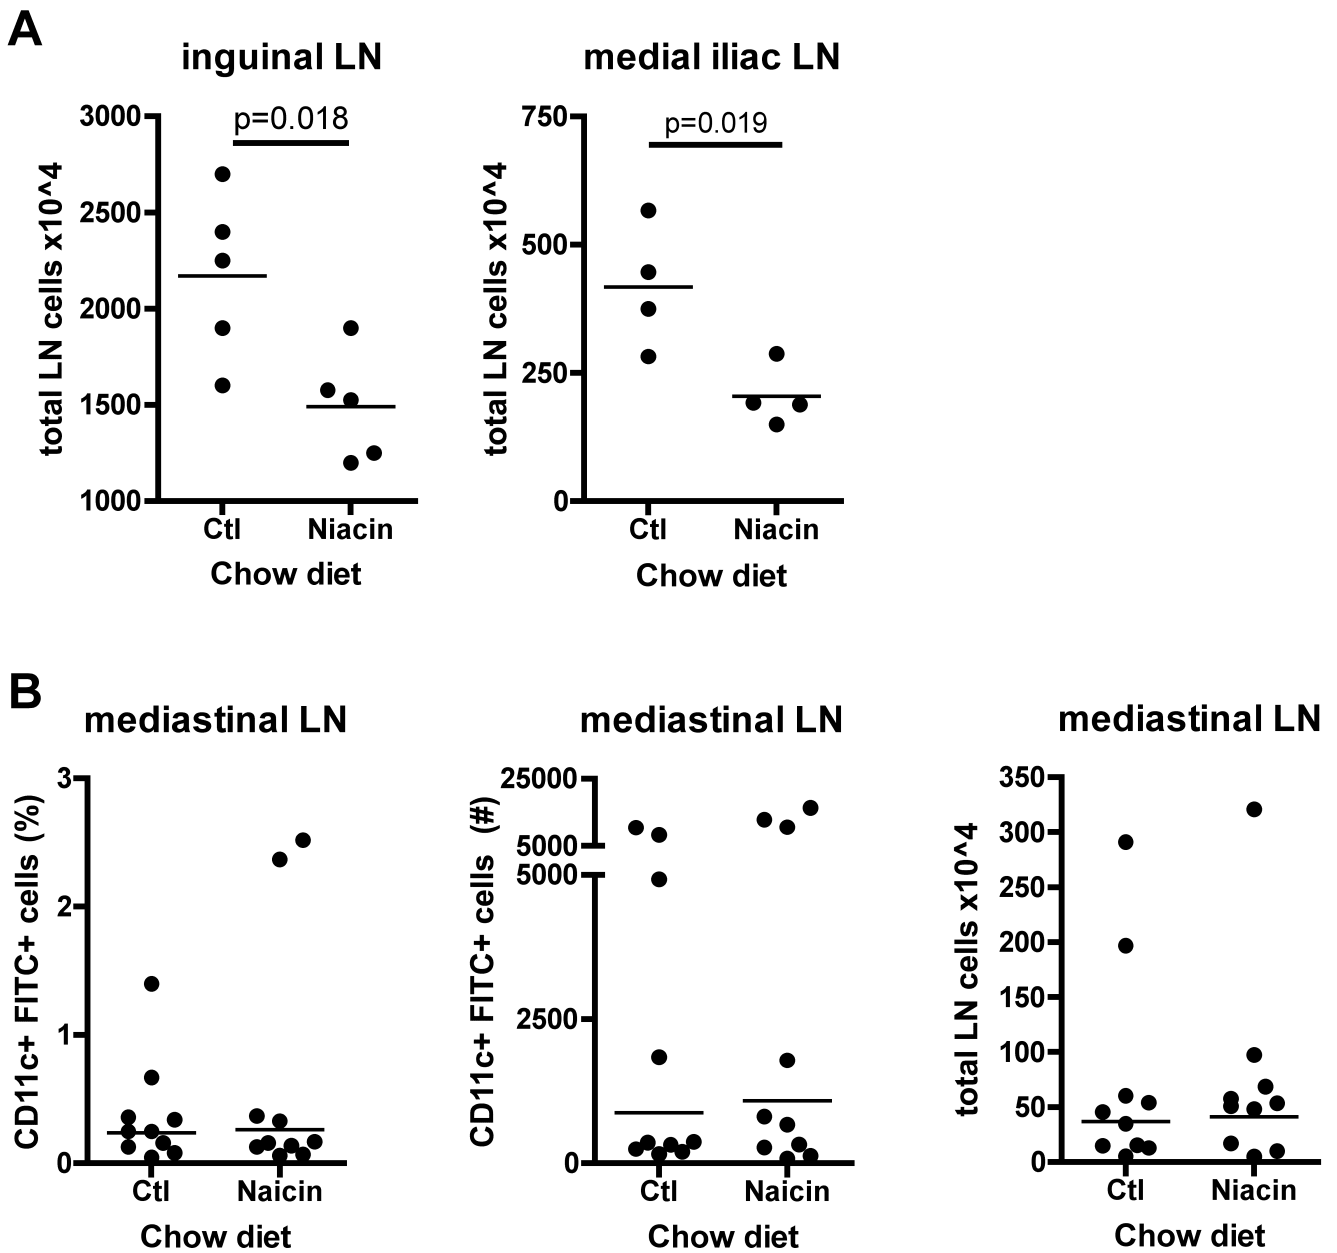 A
inguinal LN
medial iliac LN
3000
2500
2000
1500
1000
total LN cells x10^4
p=0.018
Ctl
Niacin
Chow diet
750
500
250
0
total LN cells x10^4
p=0.019
Ctl
Niacin
Chow diet
B
mediastinal LN
mediastinal LN
mediastinal LN
3
2
1
0
CD11c+ FITC+ cells (%)
Ctl
Naicin
Chow diet
25000
5000
5000
2500
0
CD11c+ FITC+ cells (#)
Ctl
Naicin
Chow diet
350
300
250
200
150
100
50
0
total LN cells x10^4
Ctl
Niacin
Chow diet